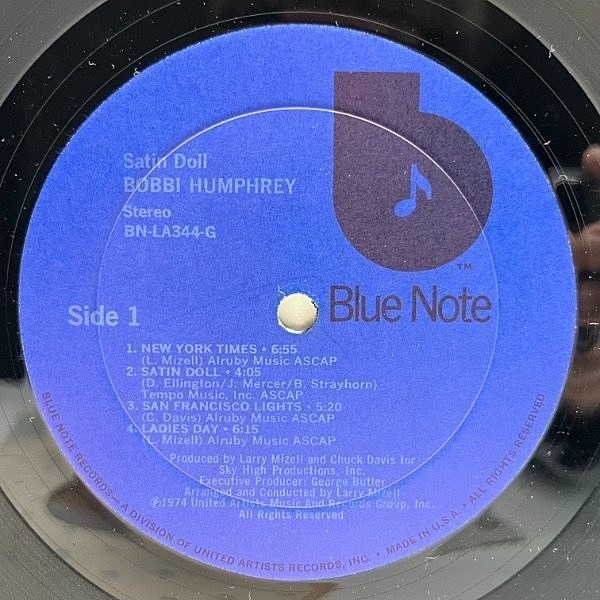 Satin Doll
BOBBI HUMPHREY
Stereo
BN-LA344-G
TM
Blue Note
Side 1
1. NEW YORK TIMES • 6:55
(L. Mizell) Alruby Music ASCAP
2. SATIN DOLL • 4:05
(D. Ellington/J. Mercer/B. Strayhorn)
Tempo Music, Inc. ASCAP
3. SAN FRANCISCO LIGHTS • 5:20
(C. Davis) Alruby Music ASCAP
4. LADIES DAY • 6:15
(L. Mizell) Alruby Music ASCAP
Produced by Larry Mizell and Chuck Davis for
Sky High Productions, Inc.
Executive Producer: George Butler
Arranged and Conducted by Larry Mizell
℗1974 United Artists Music And Records Group, Inc.
All Rights Reserved
BLUE NOTE RECORDS—A DIVISION OF UNITED ARTISTS RECORDS, INC. • MADE IN U.S.A. • ALL RIGHTS RESERVED